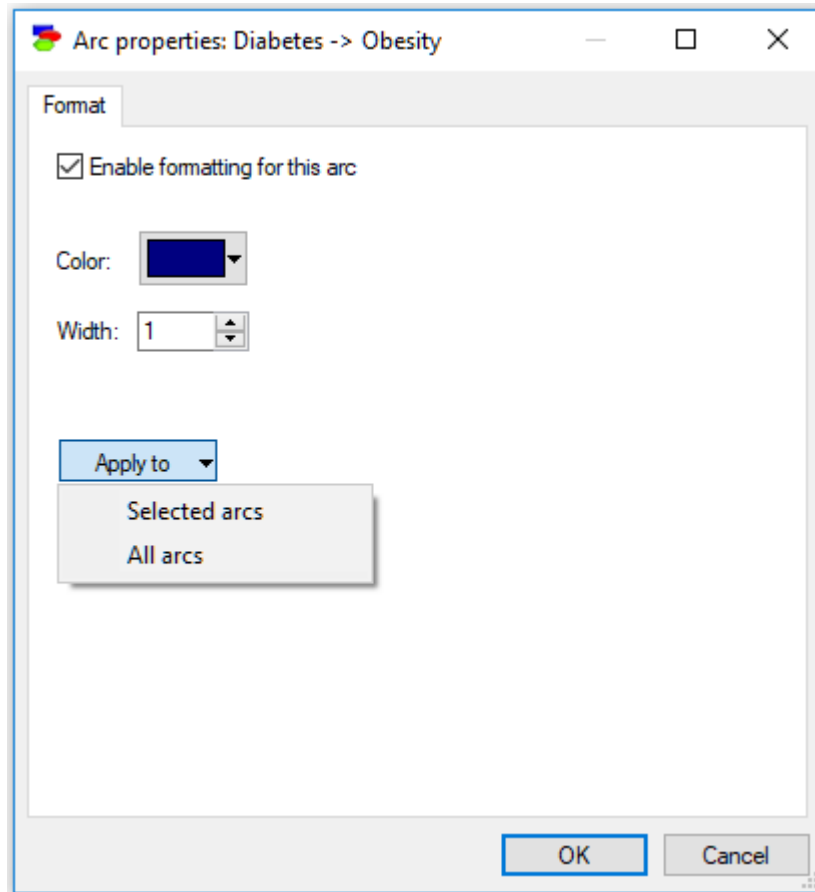 Arc properties: Diabetes -> Obesity
Format
Enable formatting for this arc
Color:
Width: 1
Apply to
Selected arcs
All arcs
OK Cancel